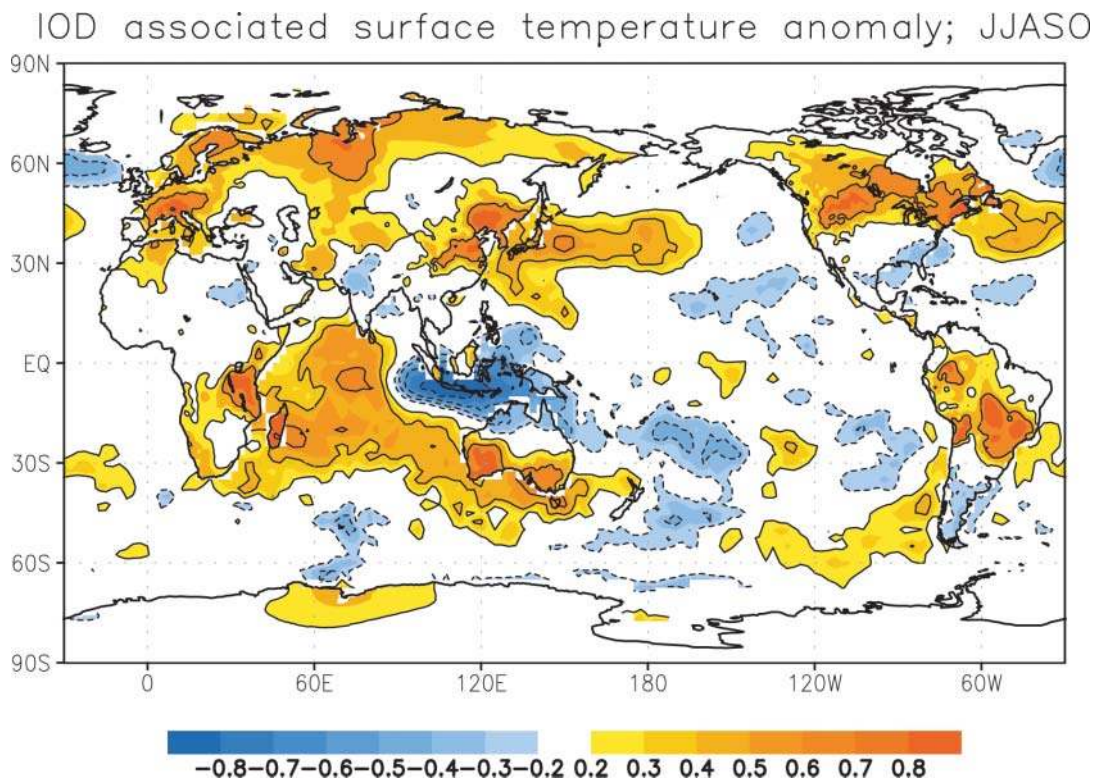 IOD associated surface temperature anomaly; JJASO
90N
60N
30N
EQ
30S
60S
90S
0 60E 120E 180 120W 60W
-0.8 -0.7 -0.6 -0.5 -0.4 -0.3 -0.2 0.2 0.3 0.4 0.5 0.6 0.7 0.8